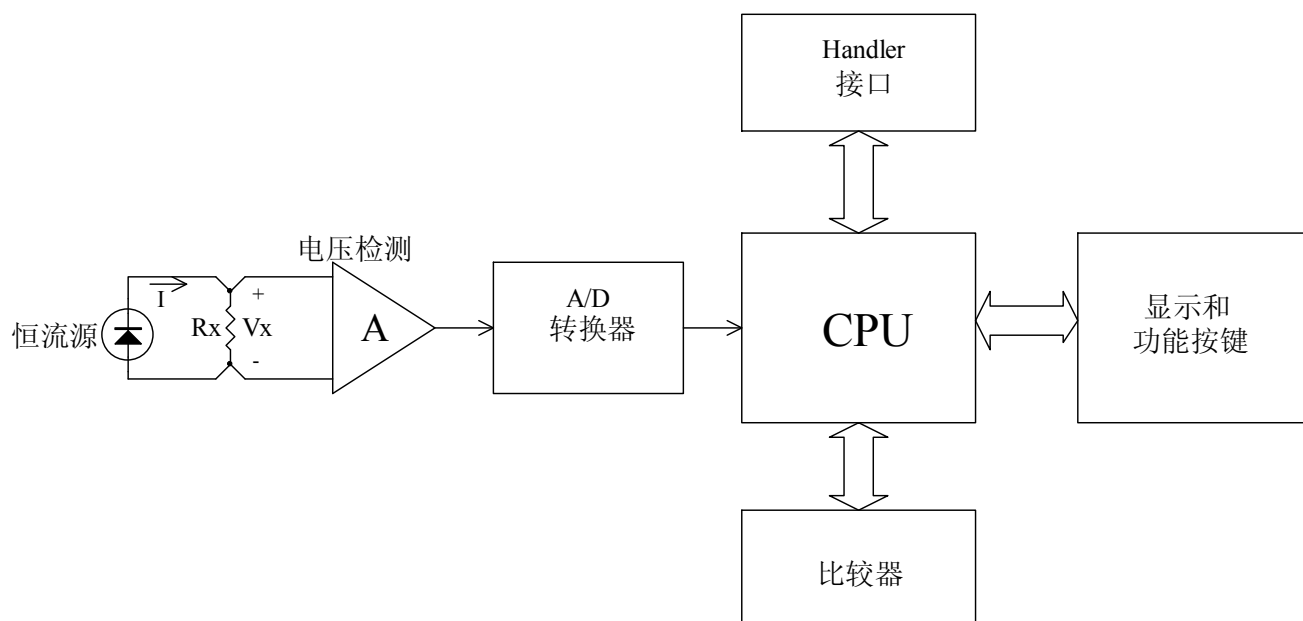 Handler
接口
电压检测
I
恒流源
Rx
+
Vx
-
A
A/D
转换器
CPU
显示和
功能按键
比较器